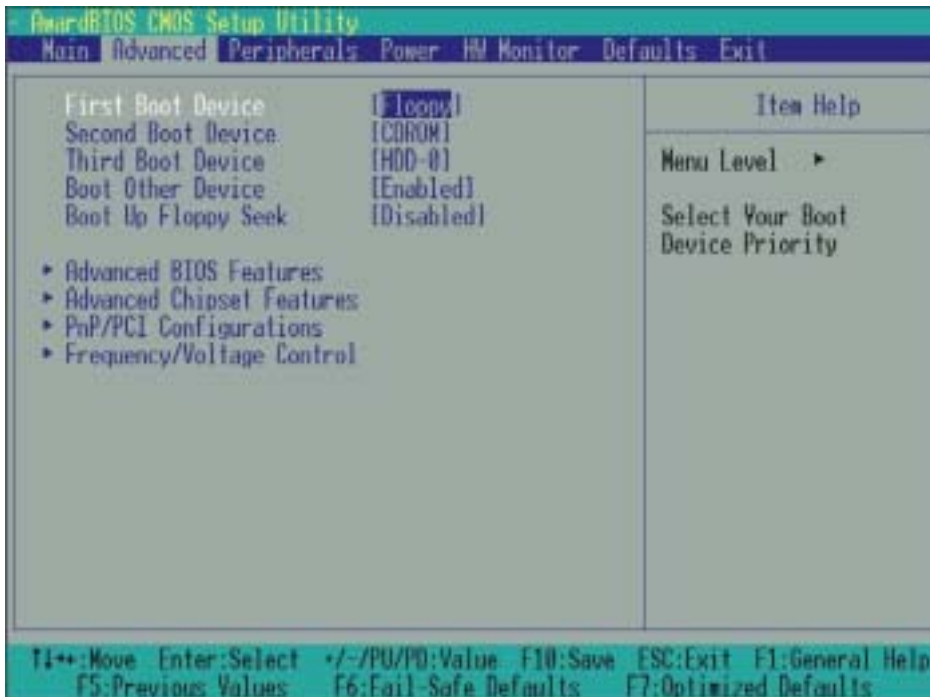 - AwardBIOS CMOS Setup Utility
Main Advanced Peripherals Power HW Monitor Defaults Exit
First Boot Device [Floppy]
Second Boot Device [CDROM]
Third Boot Device [HDD-0]
Boot Other Device [Enabled]
Boot Up Floppy Seek [Disabled]
▸ Advanced BIOS Features
▸ Advanced Chipset Features
▸ PnP/PCI Configurations
▸ Frequency/Voltage Control
Item Help
Menu Level ▸
Select Your Boot
Device Priority
↑↓→←:Move Enter:Select +/-/PU/PD:Value F10:Save ESC:Exit F1:General Help
F5:Previous Values F6:Fail-Safe Defaults F7:Optimized Defaults